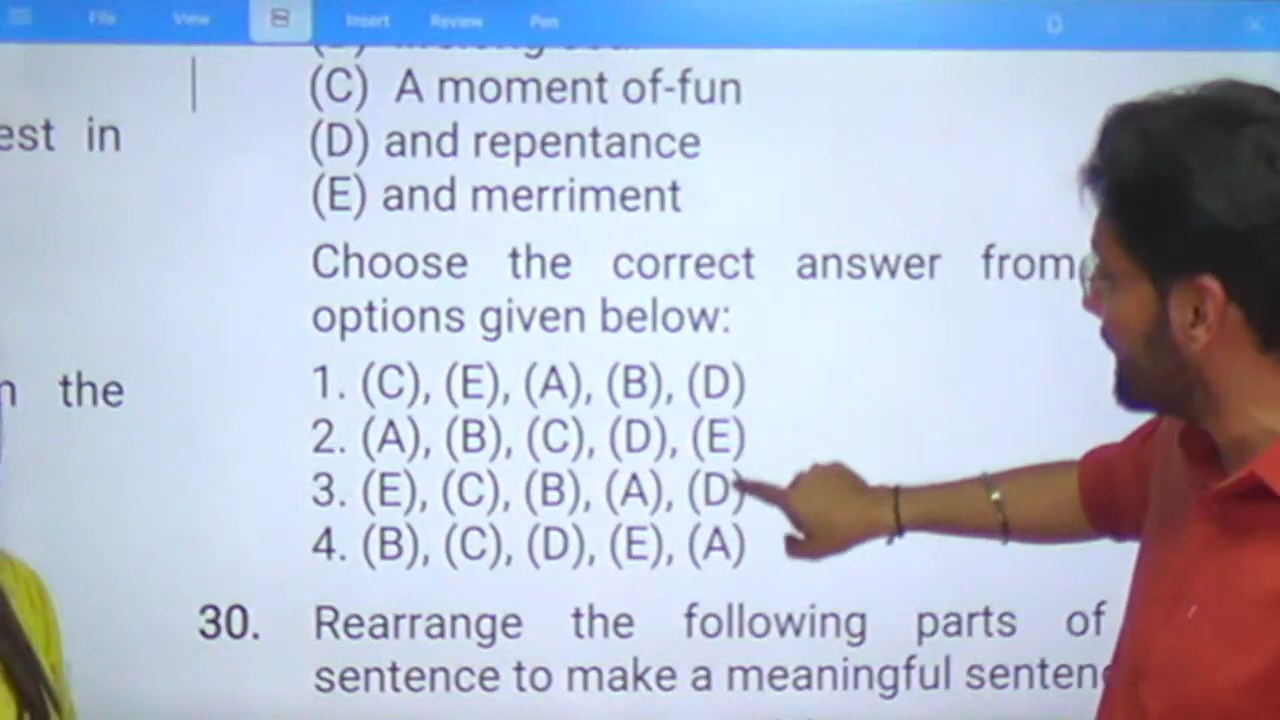 File View Insert Review Pen
(C) A moment of-fun
est in
(D) and repentance
(E) and merriment
Choose the correct answer from
options given below:
1. (C), (E), (A), (B), (D)
the
2. (A), (B), (C), (D), (E)
3. (E), (C), (B), (A), (D)
4. (B), (C), (D), (E), (A)
30. Rearrange the following parts of
sentence to make a meaningful senten